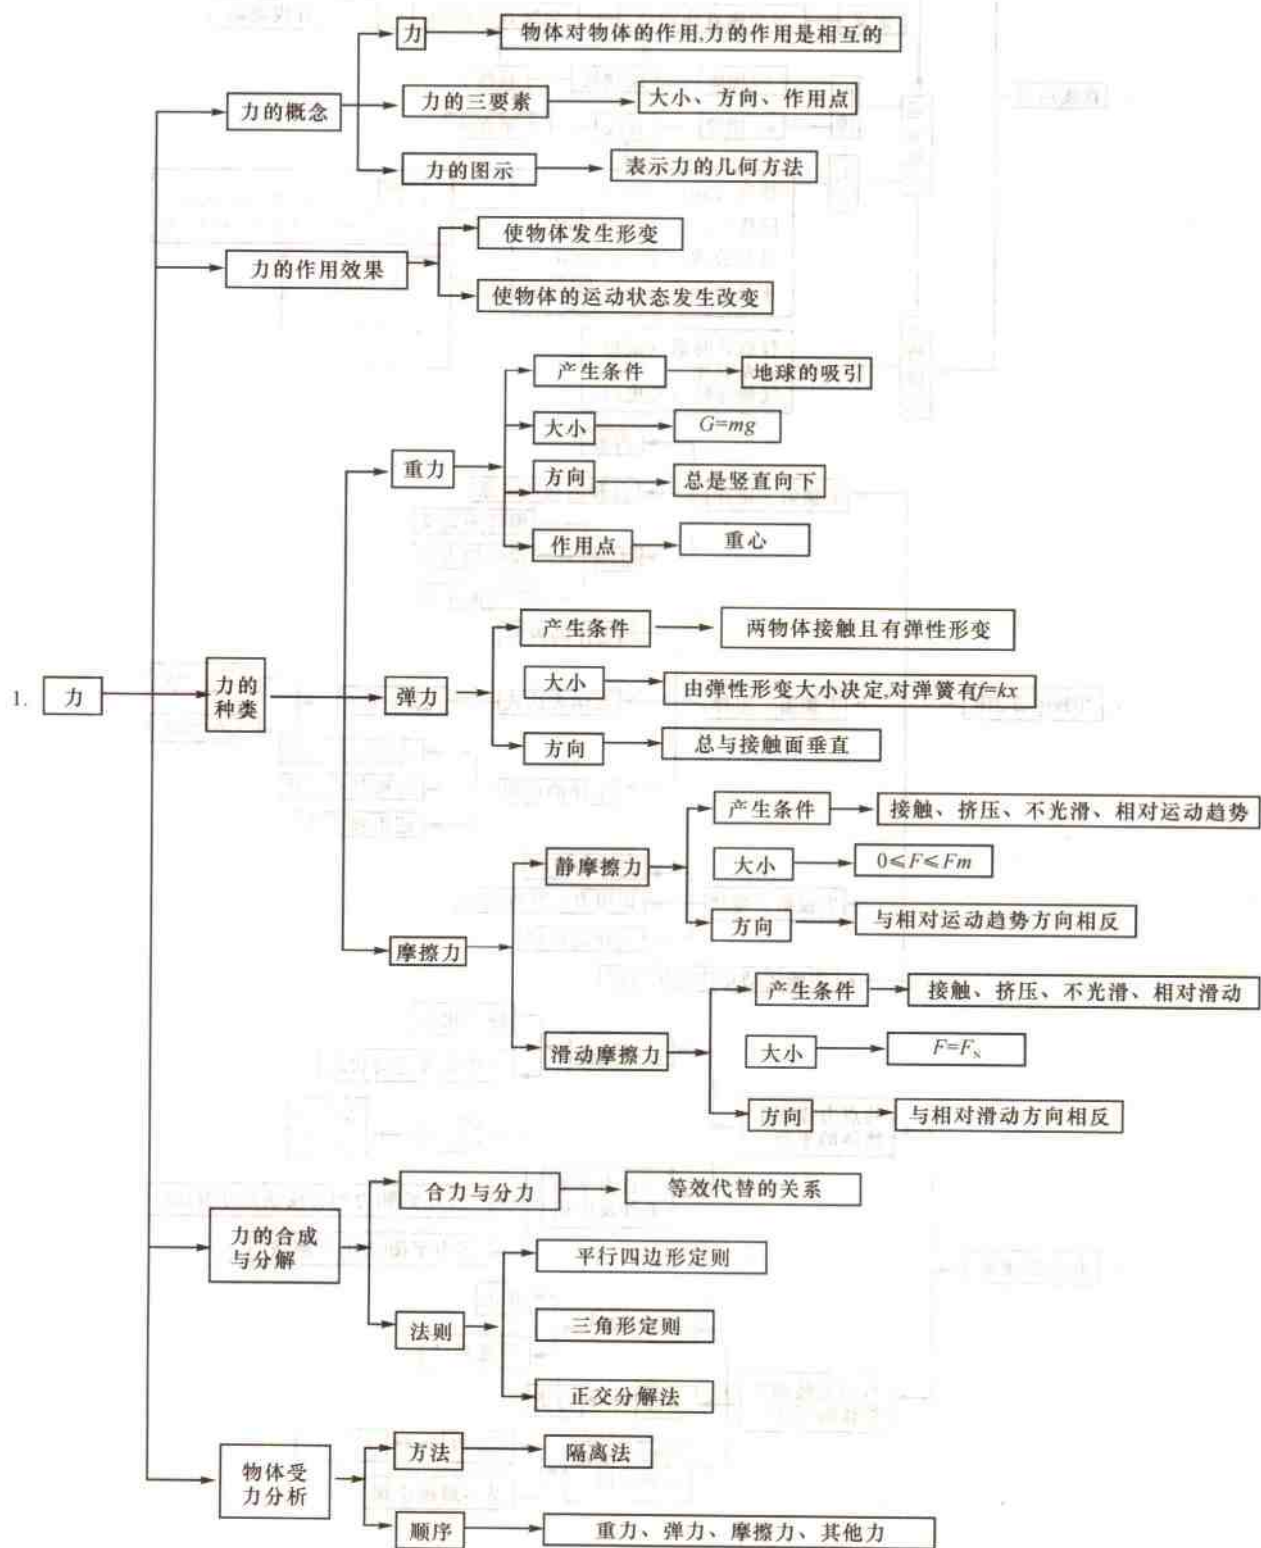 力
物体对物体的作用,力的作用是相互的
力的概念
力的三要素
大小、方向、作用点
力的图示
表示力的几何方法
力的作用效果
使物体发生形变
使物体的运动状态发生改变
产生条件
地球的吸引
大小
G=mg
重力
方向
总是竖直向下
作用点
重心
1.
力
力的
种类
弹力
产生条件
两物体接触且有弹性形变
大小
由弹性形变大小决定,对弹簧有f=kx
方向
总与接触面垂直
摩擦力
静摩擦力
产生条件
接触、挤压、不光滑、相对运动趋势
大小
0≤F≤Fm
方向
与相对运动趋势方向相反
滑动摩擦力
产生条件
接触、挤压、不光滑、相对滑动
大小
F=F_N
方向
与相对滑动方向相反
力的合成
与分解
合力与分力
等效代替的关系
法则
平行四边形定则
三角形定则
正交分解法
物体受
力分析
方法
隔离法
顺序
重力、弹力、摩擦力、其他力